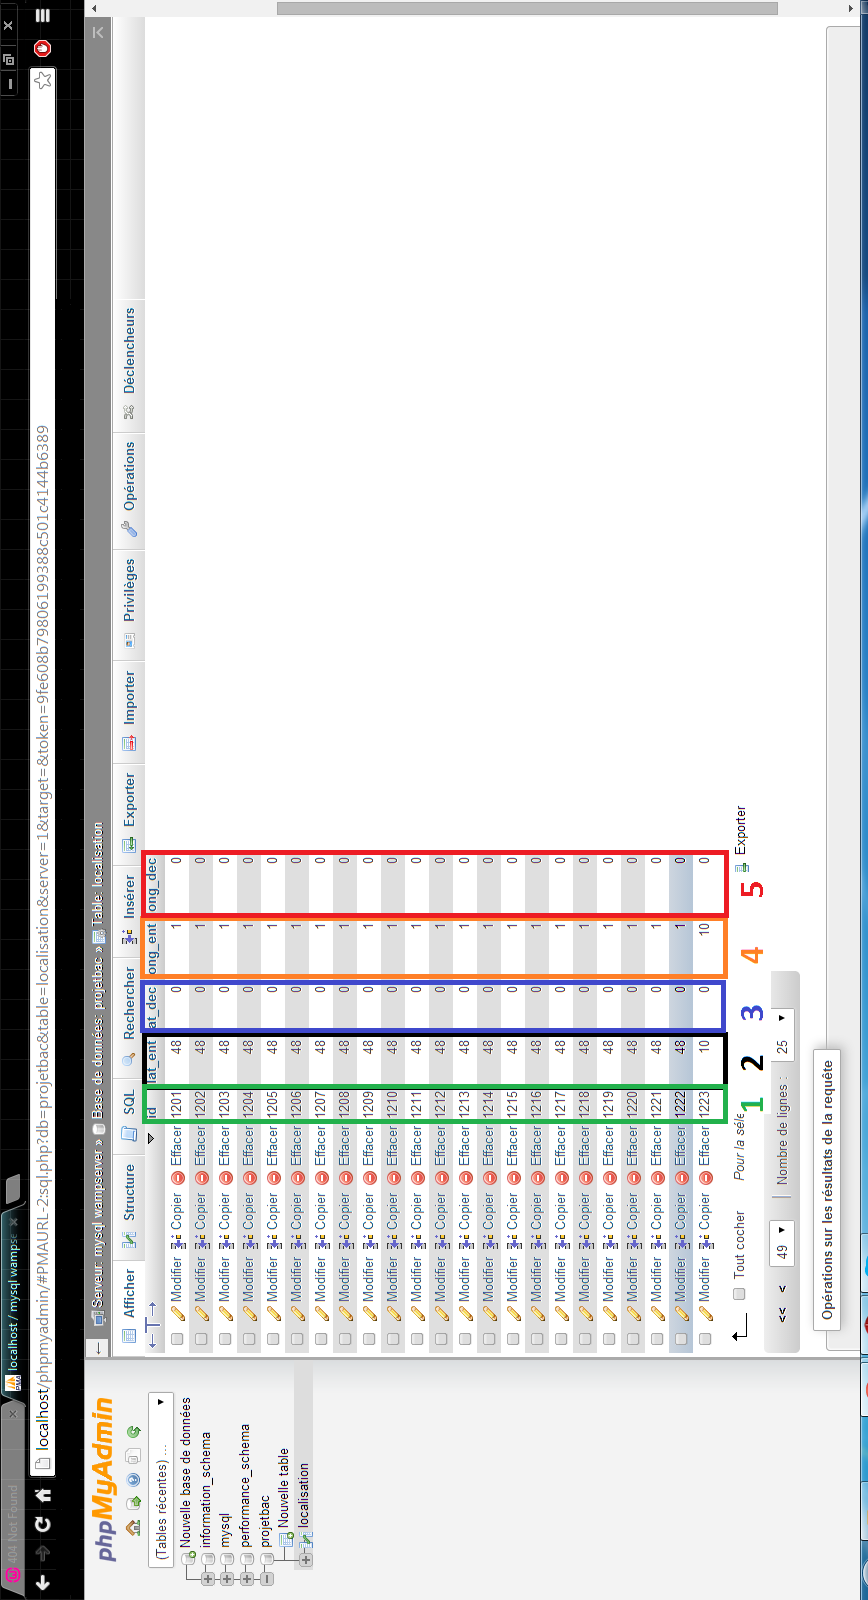 404 Not Found
localhost / mysql wampse
localhost/phpmyadmin/#PMAURL-2:sql.php?db=projetbac&table=localisation&server=1&target=&token=9fe608b79806199388c501c4144b6389
phpMyAdmin
(Tables récentes) ...
Nouvelle base de données
information_schema
mysql
performance_schema
projetbac
Nouvelle table
localisation
Serveur: mysql wampserver » Base de données: projetbac » Table: localisation
Afficher Structure SQL Rechercher Insérer Exporter Importer Privilèges Opérations Déclencheurs
id lat_ent at_dec ong_ent ong_dec
Modifier Copier Effacer 1201 48 0 1 0
Modifier Copier Effacer 1202 48 0 1 0
Modifier Copier Effacer 1203 48 0 1 0
Modifier Copier Effacer 1204 48 0 1 0
Modifier Copier Effacer 1205 48 0 1 0
Modifier Copier Effacer 1206 48 0 1 0
Modifier Copier Effacer 1207 48 0 1 0
Modifier Copier Effacer 1208 48 0 1 0
Modifier Copier Effacer 1209 48 0 1 0
Modifier Copier Effacer 1210 48 0 1 0
Modifier Copier Effacer 1211 48 0 1 0
Modifier Copier Effacer 1212 48 0 1 0
Modifier Copier Effacer 1213 48 0 1 0
Modifier Copier Effacer 1214 48 0 1 0
Modifier Copier Effacer 1215 48 0 1 0
Modifier Copier Effacer 1216 48 0 1 0
Modifier Copier Effacer 1217 48 0 1 0
Modifier Copier Effacer 1218 48 0 1 0
Modifier Copier Effacer 1219 48 0 1 0
Modifier Copier Effacer 1220 48 0 1 0
Modifier Copier Effacer 1221 48 0 1 0
Modifier Copier Effacer 1222 48 0 1 0
Modifier Copier Effacer 1223 10 0 10 0
Tout cocher Pour la séle Exporter
1 2 3 4 5
<< < 49 Nombre de lignes : 25
Opérations sur les résultats de la requête